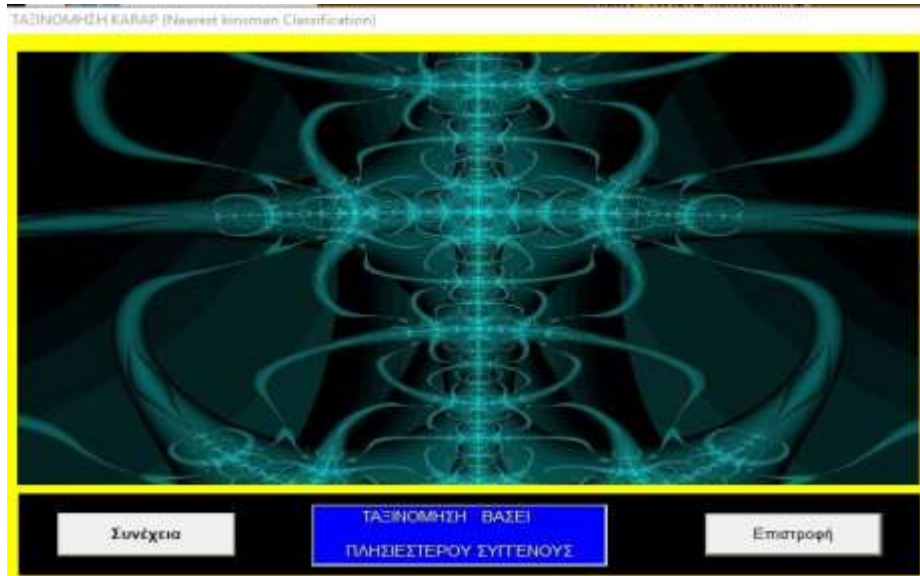 ΤΑΞΙΝΟΜΗΣΗ KARAP (Nearest kinsman Classification)
Συνέχεια
ΤΑΞΙΝΟΜΗΣΗ ΒΑΣΕΙ
ΠΛΗΣΙΕΣΤΕΡΟΥ ΣΥΓΓΕΝΟΥΣ
Επιστροφή